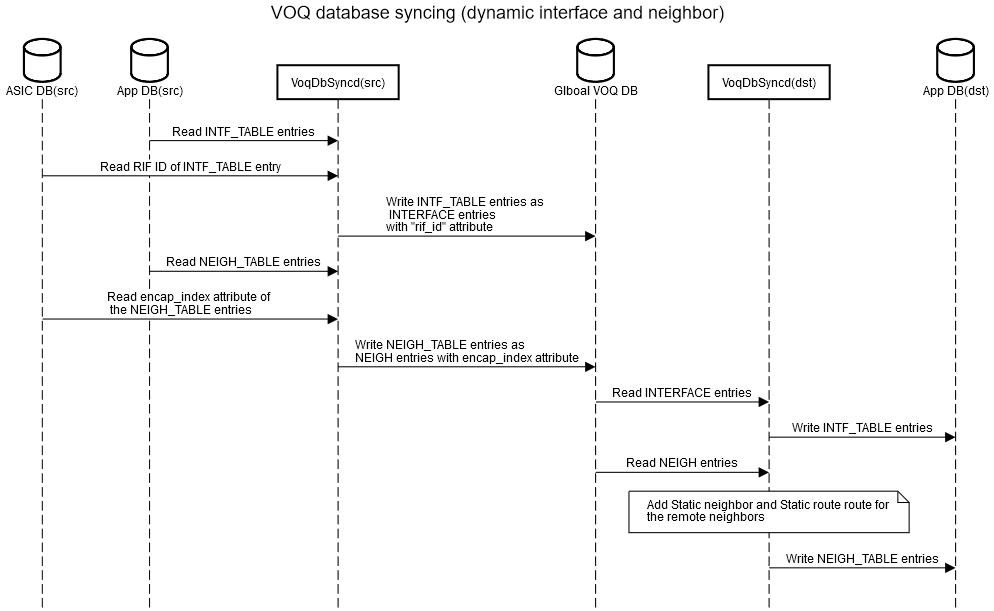 VOQ database syncing (dynamic interface and neighbor)
ASIC DB(src)
App DB(src)
VoqDbSyncd(src)
Glboal VOQ DB
VoqDbSyncd(dst)
App DB(dst)
Read INTF_TABLE entries
Read RIF ID of INTF_TABLE entry
Write INTF_TABLE entries as
INTERFACE entries
with "rif_id" attribute
Read NEIGH_TABLE entries
Read encap_index attribute of
the NEIGH_TABLE entries
Write NEIGH_TABLE entries as
NEIGH entries with encap_index attribute
Read INTERFACE entries
Write INTF_TABLE entries
Read NEIGH entries
Add Static neighbor and Static route route for
the remote neighbors
Write NEIGH_TABLE entries